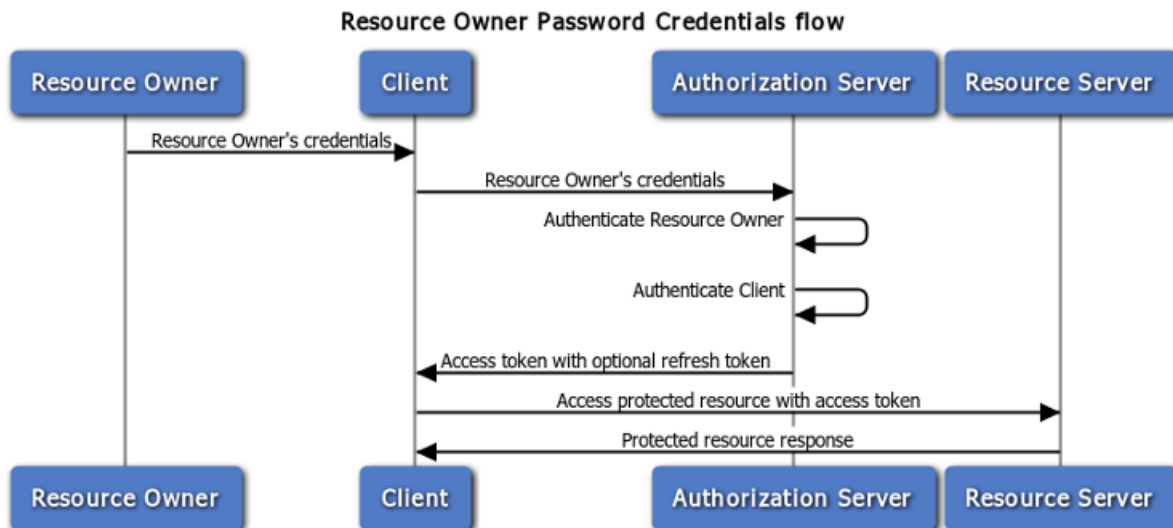 Resource Owner Password Credentials flow
Resource Owner
Client
Authorization Server
Resource Server
Resource Owner's credentials
Resource Owner's credentials
Authenticate Resource Owner
Authenticate Client
Access token with optional refresh token
Access protected resource with access token
Protected resource response
Resource Owner
Client
Authorization Server
Resource Server